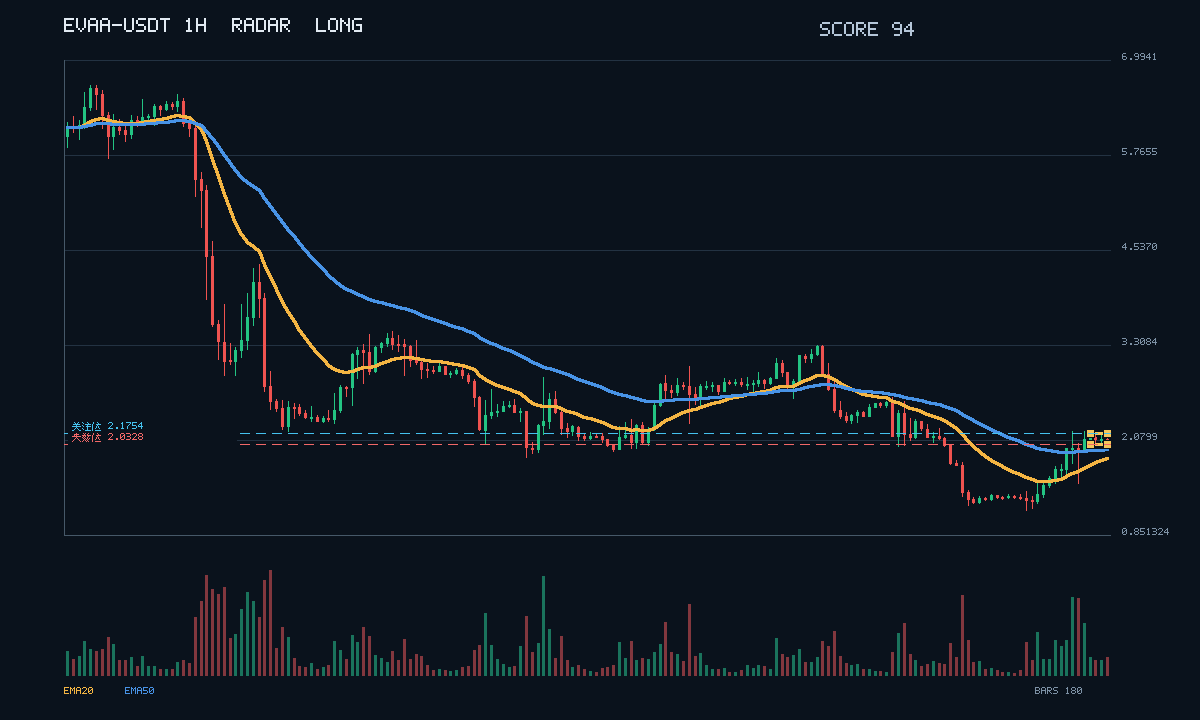 EVAA-USDT 1H  RADAR  LONG
SCORE 94
6.9941
5.7655
4.5370
3.3084
关注位 2.1754
失效位 2.0328
2.0799
0.851324
EMA20
EMA50
BARS 180